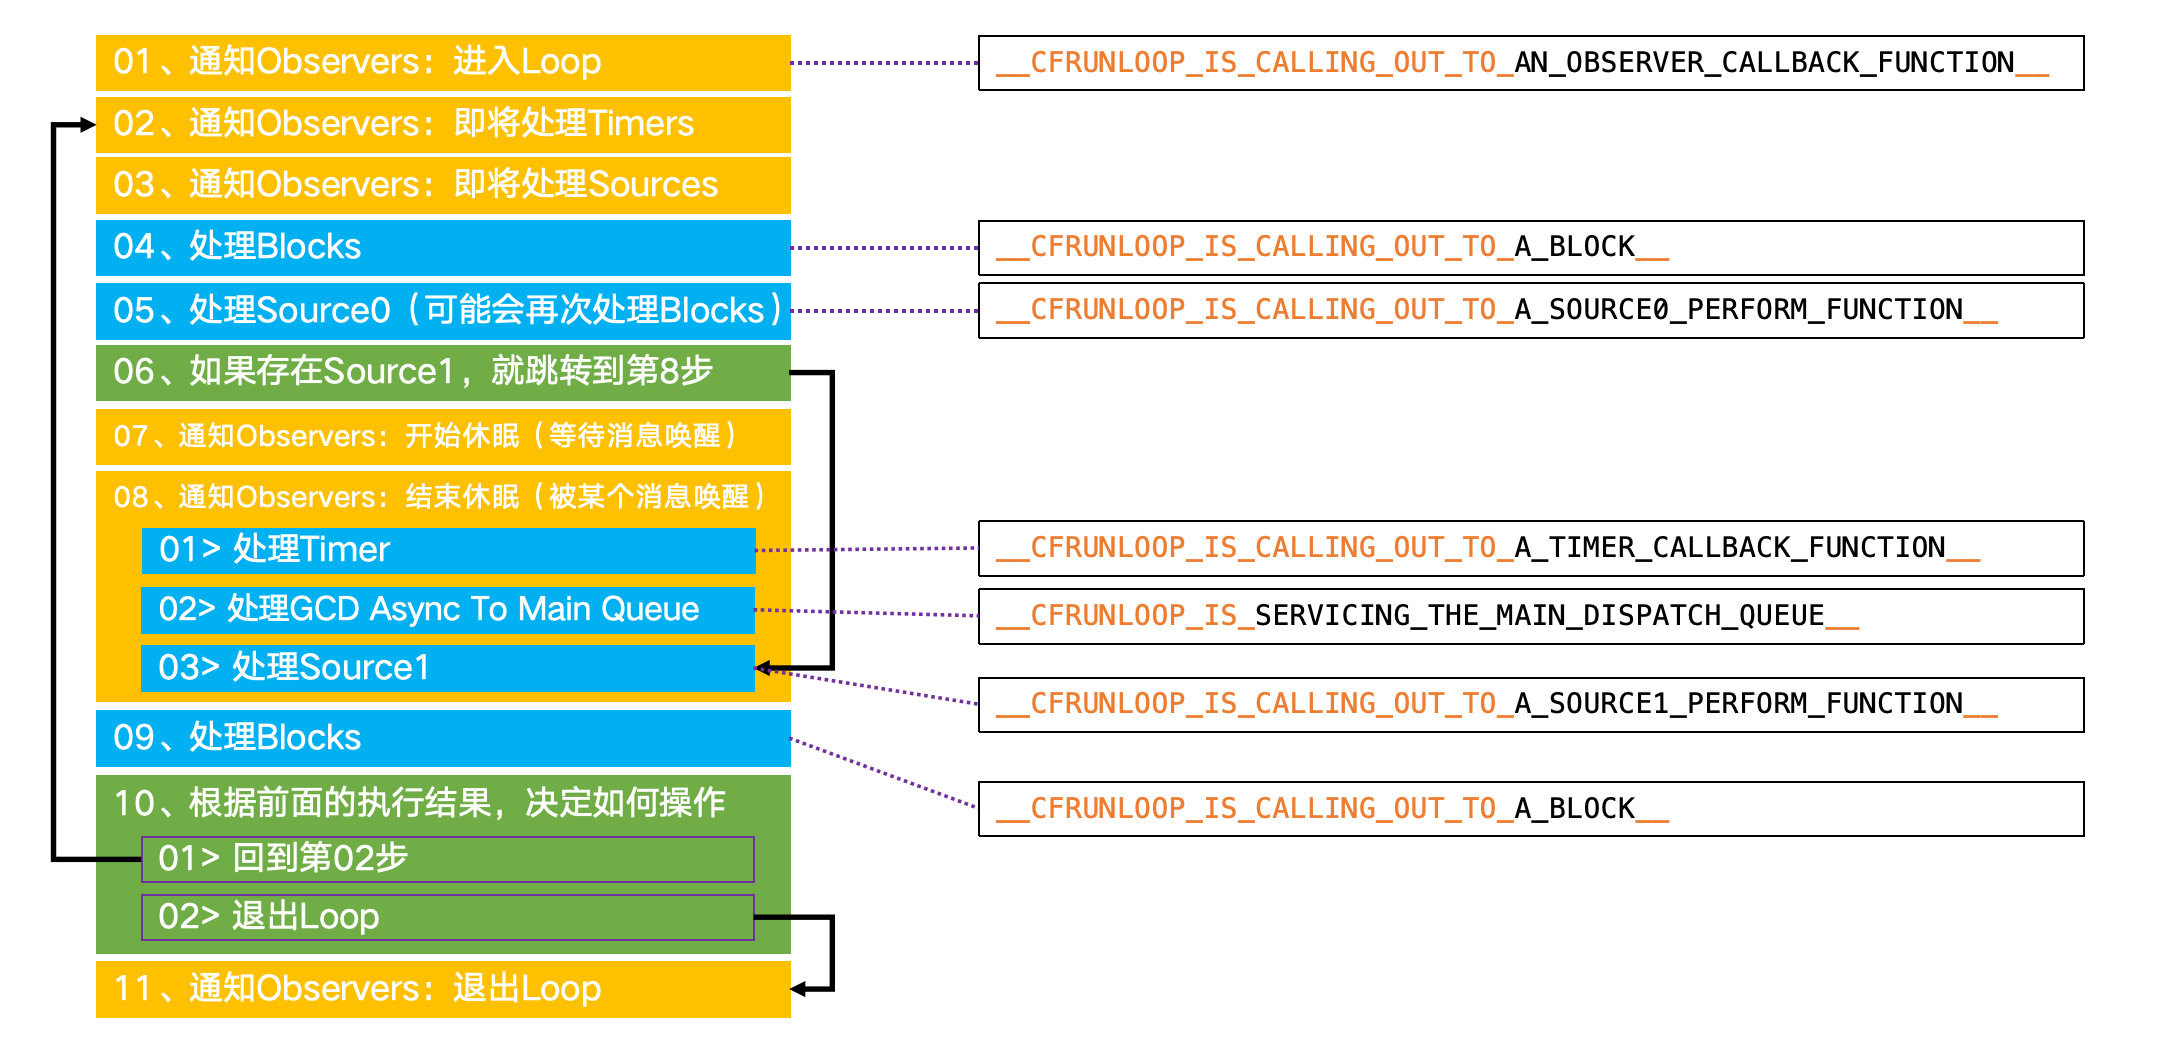 01、通知Observers：进入Loop
__CFRUNLOOP_IS_CALLING_OUT_TO_AN_OBSERVER_CALLBACK_FUNCTION__
02、通知Observers：即将处理Timers
03、通知Observers：即将处理Sources
04、处理Blocks
__CFRUNLOOP_IS_CALLING_OUT_TO_A_BLOCK__
05、处理Source0（可能会再次处理Blocks）
__CFRUNLOOP_IS_CALLING_OUT_TO_A_SOURCE0_PERFORM_FUNCTION__
06、如果存在Source1，就跳转到第8步
07、通知Observers：开始休眠（等待消息唤醒）
08、通知Observers：结束休眠（被某个消息唤醒）
01> 处理Timer
__CFRUNLOOP_IS_CALLING_OUT_TO_A_TIMER_CALLBACK_FUNCTION__
02> 处理GCD Async To Main Queue
__CFRUNLOOP_IS_SERVICING_THE_MAIN_DISPATCH_QUEUE__
03> 处理Source1
__CFRUNLOOP_IS_CALLING_OUT_TO_A_SOURCE1_PERFORM_FUNCTION__
09、处理Blocks
__CFRUNLOOP_IS_CALLING_OUT_TO_A_BLOCK__
10、根据前面的执行结果，决定如何操作
01> 回到第02步
02> 退出Loop
11、通知Observers：退出Loop